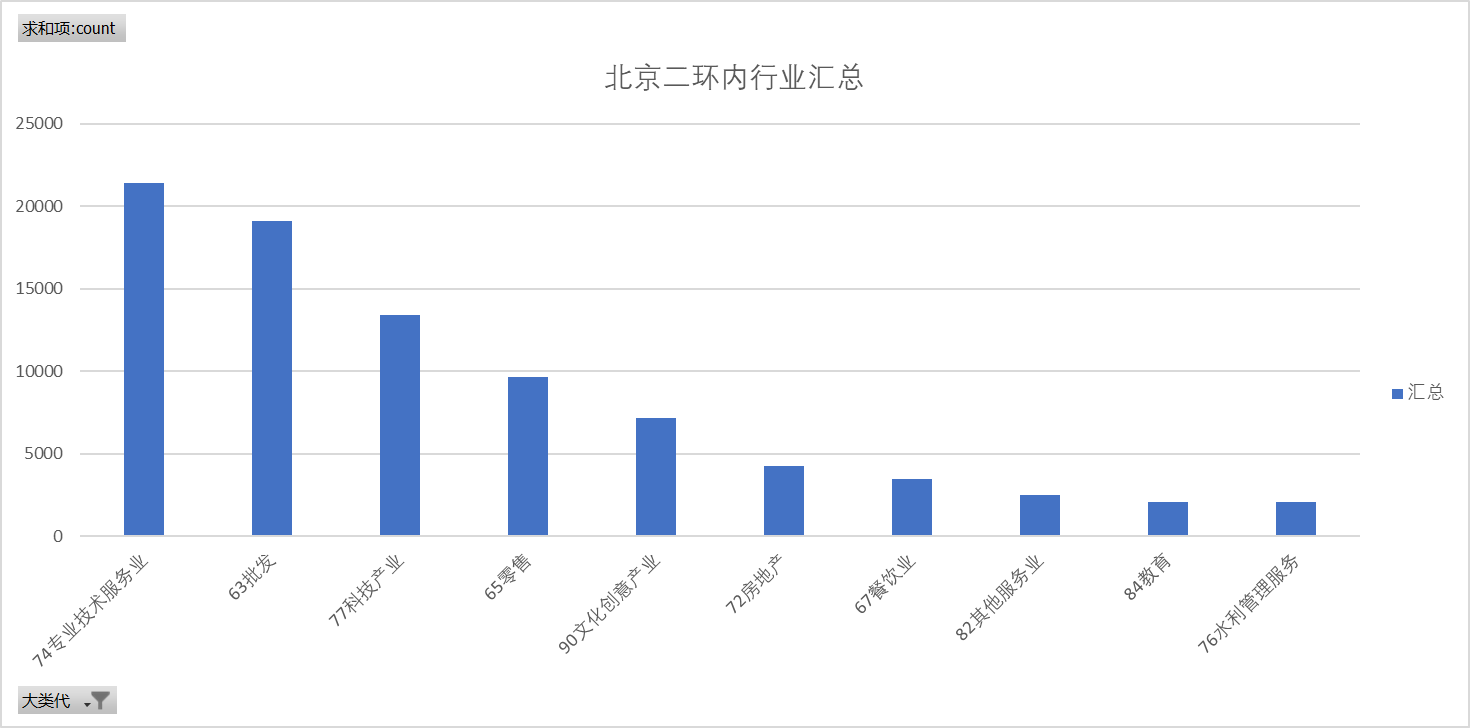 求和项:count
北京二环内行业汇总
25000
20000
15000
10000
5000
0
74专业技术服务业
63批发
77科技产业
65零售
90文化创意产业
72房地产
67餐饮业
82其他服务业
84教育
76水利管理服务
汇总
大类代